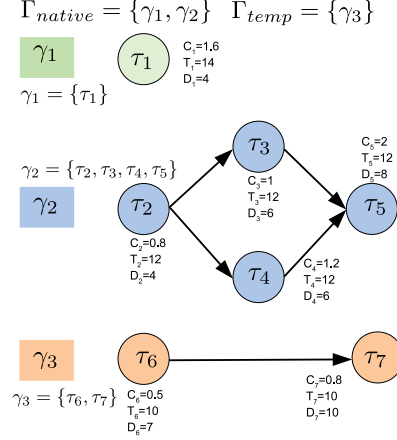 Γ_native = {γ₁, γ₂} Γ_temp = {γ₃}
γ₁
τ₁
C₁=1.6
T₁=14
D₁=4
γ₁ = {τ₁}
γ₂ = {τ₂, τ₃, τ₄, τ₅}
γ₂
τ₂
C₂=0.8
T₂=12
D₂=4
τ₃
C₃=1
T₃=12
D₃=6
τ₄
C₄=1.2
T₄=12
D₄=6
C₅=2
T₅=12
D₅=8
τ₅
γ₃
γ₃ = {τ₆, τ₇}
τ₆
C₆=0.5
T₆=10
D₆=7
τ₇
C₇=0.8
T₇=10
D₇=10